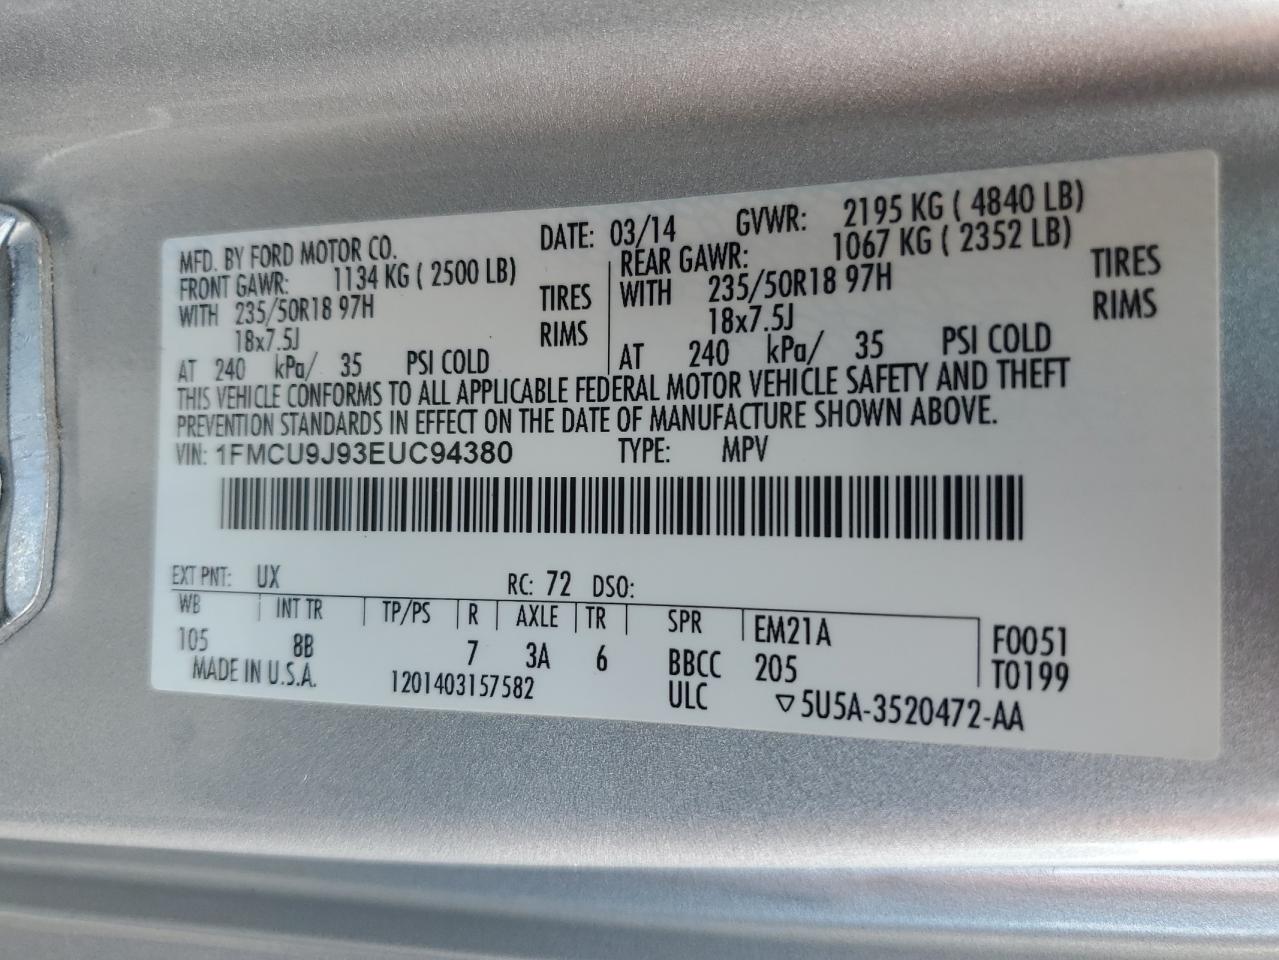 MFD. BY FORD MOTOR CO. DATE: 03/14 GVWR: 2195 KG ( 4840 LB)
FRONT GAWR: 1134 KG ( 2500 LB) REAR GAWR: 1067 KG ( 2352 LB)
WITH 235/50R18 97H TIRES WITH 235/50R18 97H TIRES
18x7.5J RIMS 18x7.5J RIMS
AT 240 kPa/ 35 PSI COLD AT 240 kPa/ 35 PSI COLD
THIS VEHICLE CONFORMS TO ALL APPLICABLE FEDERAL MOTOR VEHICLE SAFETY AND THEFT
PREVENTION STANDARDS IN EFFECT ON THE DATE OF MANUFACTURE SHOWN ABOVE.
VIN: 1FMCU9J93EUC94380 TYPE: MPV
EXT PNT: UX RC: 72 DSO:
WB INT TR TP/PS R AXLE TR SPR EM21A F0051
105 8B 7 3A 6 BBCC 205 T0199
MADE IN U.S.A. 1201403157582 ULC ▽5U5A-3520472-AA